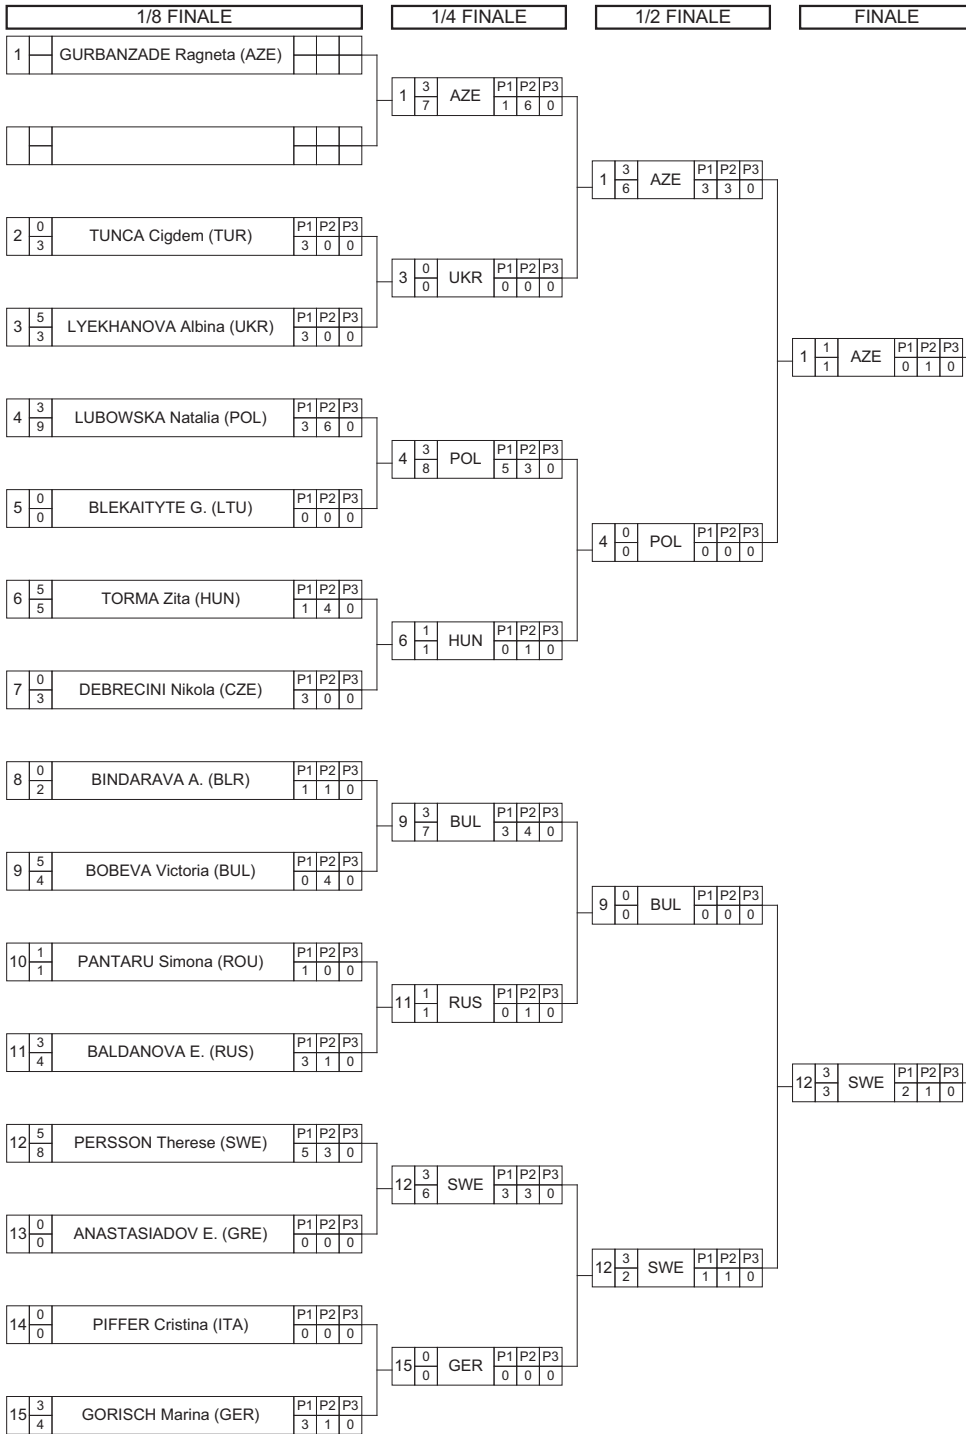 1/8 FINALE 1/4 FINALE 1/2 FINALE FINALE
1 GURBANZADE Ragneta (AZE)
1 3 7 AZE P1 P2 P3 1 6 0
1 3 6 AZE P1 P2 P3 3 3 0
2 0 3 TUNCA Cigdem (TUR) P1 P2 P3 3 0 0
3 0 0 UKR P1 P2 P3 0 0 0
3 5 3 LYEKHANOVA Albina (UKR) P1 P2 P3 3 0 0
1 1 1 AZE P1 P2 P3 0 1 0
4 3 9 LUBOWSKA Natalia (POL) P1 P2 P3 3 6 0
4 3 8 POL P1 P2 P3 5 3 0
5 0 0 BLEKAITYTE G. (LTU) P1 P2 P3 0 0 0
4 0 0 POL P1 P2 P3 0 0 0
6 5 5 TORMA Zita (HUN) P1 P2 P3 1 4 0
6 1 1 HUN P1 P2 P3 0 1 0
7 0 3 DEBRECINI Nikola (CZE) P1 P2 P3 3 0 0
8 0 2 BINDARAVA A. (BLR) P1 P2 P3 1 1 0
9 3 7 BUL P1 P2 P3 3 4 0
9 5 4 BOBEVA Victoria (BUL) P1 P2 P3 0 4 0
9 0 0 BUL P1 P2 P3 0 0 0
10 1 1 PANTARU Simona (ROU) P1 P2 P3 1 0 0
11 1 1 RUS P1 P2 P3 0 1 0
11 3 4 BALDANOVA E. (RUS) P1 P2 P3 3 1 0
12 3 3 SWE P1 P2 P3 2 1 0
12 5 8 PERSSON Therese (SWE) P1 P2 P3 5 3 0
12 3 6 SWE P1 P2 P3 3 3 0
13 0 0 ANASTASIADOV E. (GRE) P1 P2 P3 0 0 0
12 3 2 SWE P1 P2 P3 1 1 0
14 0 0 PIFFER Cristina (ITA) P1 P2 P3 0 0 0
15 0 0 GER P1 P2 P3 0 0 0
15 3 4 GORISCH Marina (GER) P1 P2 P3 3 1 0